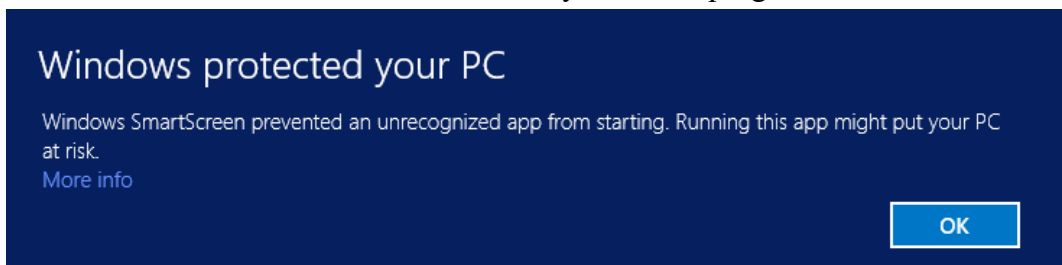 Windows protected your PC
Windows SmartScreen prevented an unrecognized app from starting. Running this app might put your PC
at risk.
More info
OK